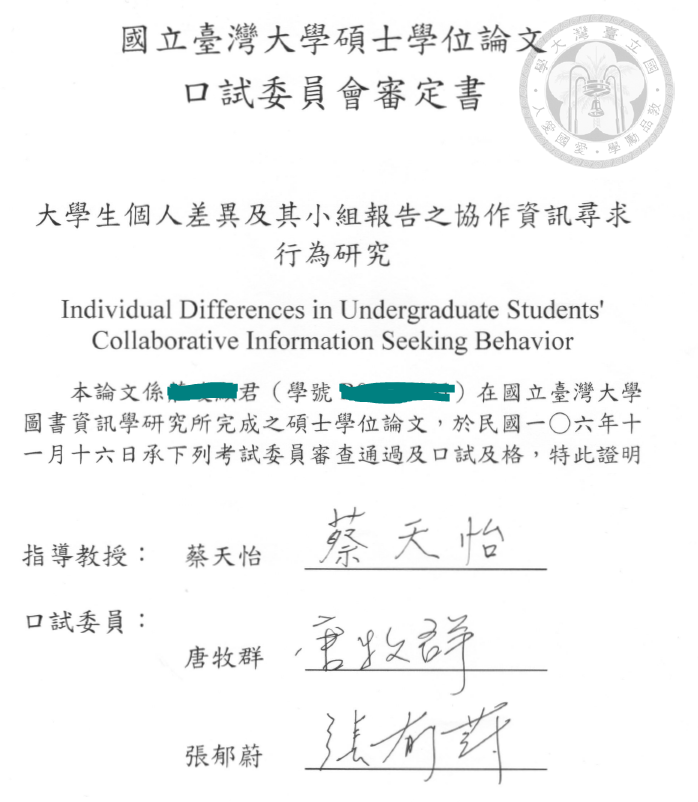 國立臺灣大學碩士學位論文
口試委員會審定書
國立臺灣大學
敦品勵學・愛國愛人
大學生個人差異及其小組報告之協作資訊尋求
行為研究
Individual Differences in Undergraduate Students'
Collaborative Information Seeking Behavior
本論文係 君（學號 ）在國立臺灣大學
圖書資訊學研究所完成之碩士學位論文，於民國一〇六年十
一月十六日承下列考試委員審查通過及口試及格，特此證明
指導教授： 蔡天怡 蔡天怡
口試委員：
唐牧群 唐牧群
張郁蔚 張郁蔚